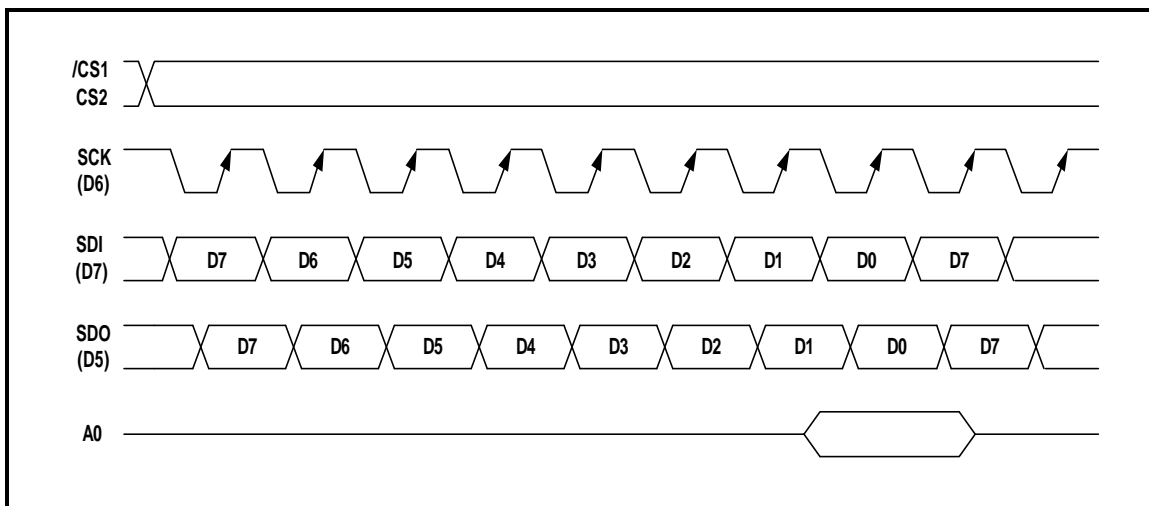 /CS1
CS2
SCK
(D6)
SDI
(D7)
D7 D6 D5 D4 D3 D2 D1 D0 D7
SDO
(D5)
D7 D6 D5 D4 D3 D2 D1 D0 D7
A0